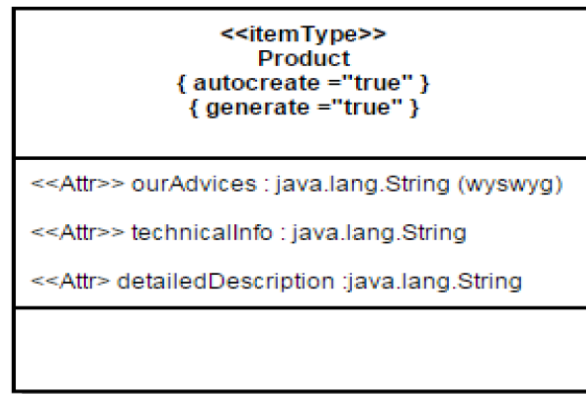 <<itemType>>
Product
{ autocreate ="true" }
{ generate ="true" }
<<Attr>> ourAdvices : java.lang.String (wyswyg)
<<Attr>> technicalInfo : java.lang.String
<<Attr> detailedDescription :java.lang.String